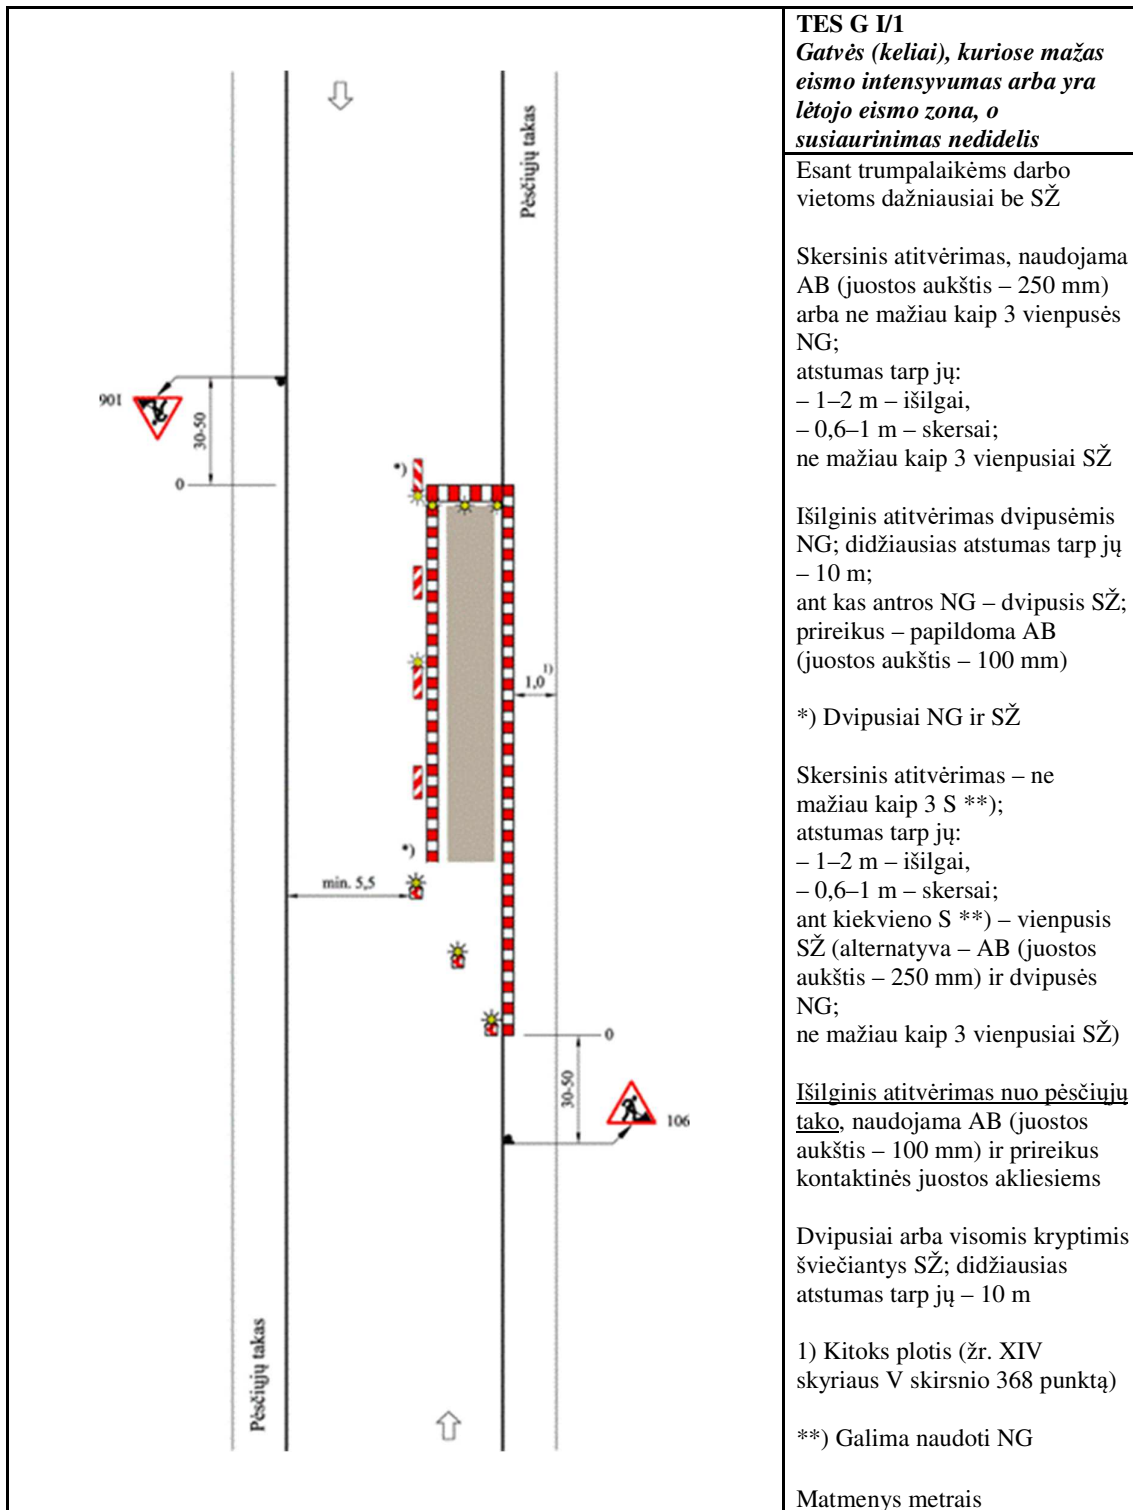 TES G I/1
Gatvės (keliai), kuriose mažas
eismo intensyvumas arba yra
lėtojo eismo zona, o
susiaurinimas nedidelis
Esant trumpalaikėms darbo
vietoms dažniausiai be SŽ
Skersinis atitvėrimas, naudojama
AB (juostos aukštis – 250 mm)
arba ne mažiau kaip 3 vienpusės
NG;
atstumas tarp jų:
– 1–2 m – išilgai,
– 0,6–1 m – skersai;
ne mažiau kaip 3 vienpusiai SŽ
Išilginis atitvėrimas dvipusėmis
NG; didžiausias atstumas tarp jų
– 10 m;
ant kas antros NG – dvipusis SŽ;
prireikus – papildoma AB
(juostos aukštis – 100 mm)
*) Dvipusiai NG ir SŽ
Skersinis atitvėrimas – ne
mažiau kaip 3 S **);
atstumas tarp jų:
– 1–2 m – išilgai,
– 0,6–1 m – skersai;
ant kiekvieno S **) – vienpusis
SŽ (alternatyva – AB (juostos
aukštis – 250 mm) ir dvipusės
NG;
ne mažiau kaip 3 vienpusiai SŽ)
Išilginis atitvėrimas nuo pėsčiųjų
tako, naudojama AB (juostos
aukštis – 100 mm) ir prireikus
kontaktinės juostos akliesiems
Dvipusiai arba visomis kryptimis
šviečiantys SŽ; didžiausias
atstumas tarp jų – 10 m
1) Kitoks plotis (žr. XIV
skyriaus V skirsnio 368 punktą)
**) Galima naudoti NG
Matmenys metrais
Pėsčiųjų takas
106
30-50
0
*)
1,0 1)
*)
min. 5,5
0
30-50
106
Pėsčiųjų takas